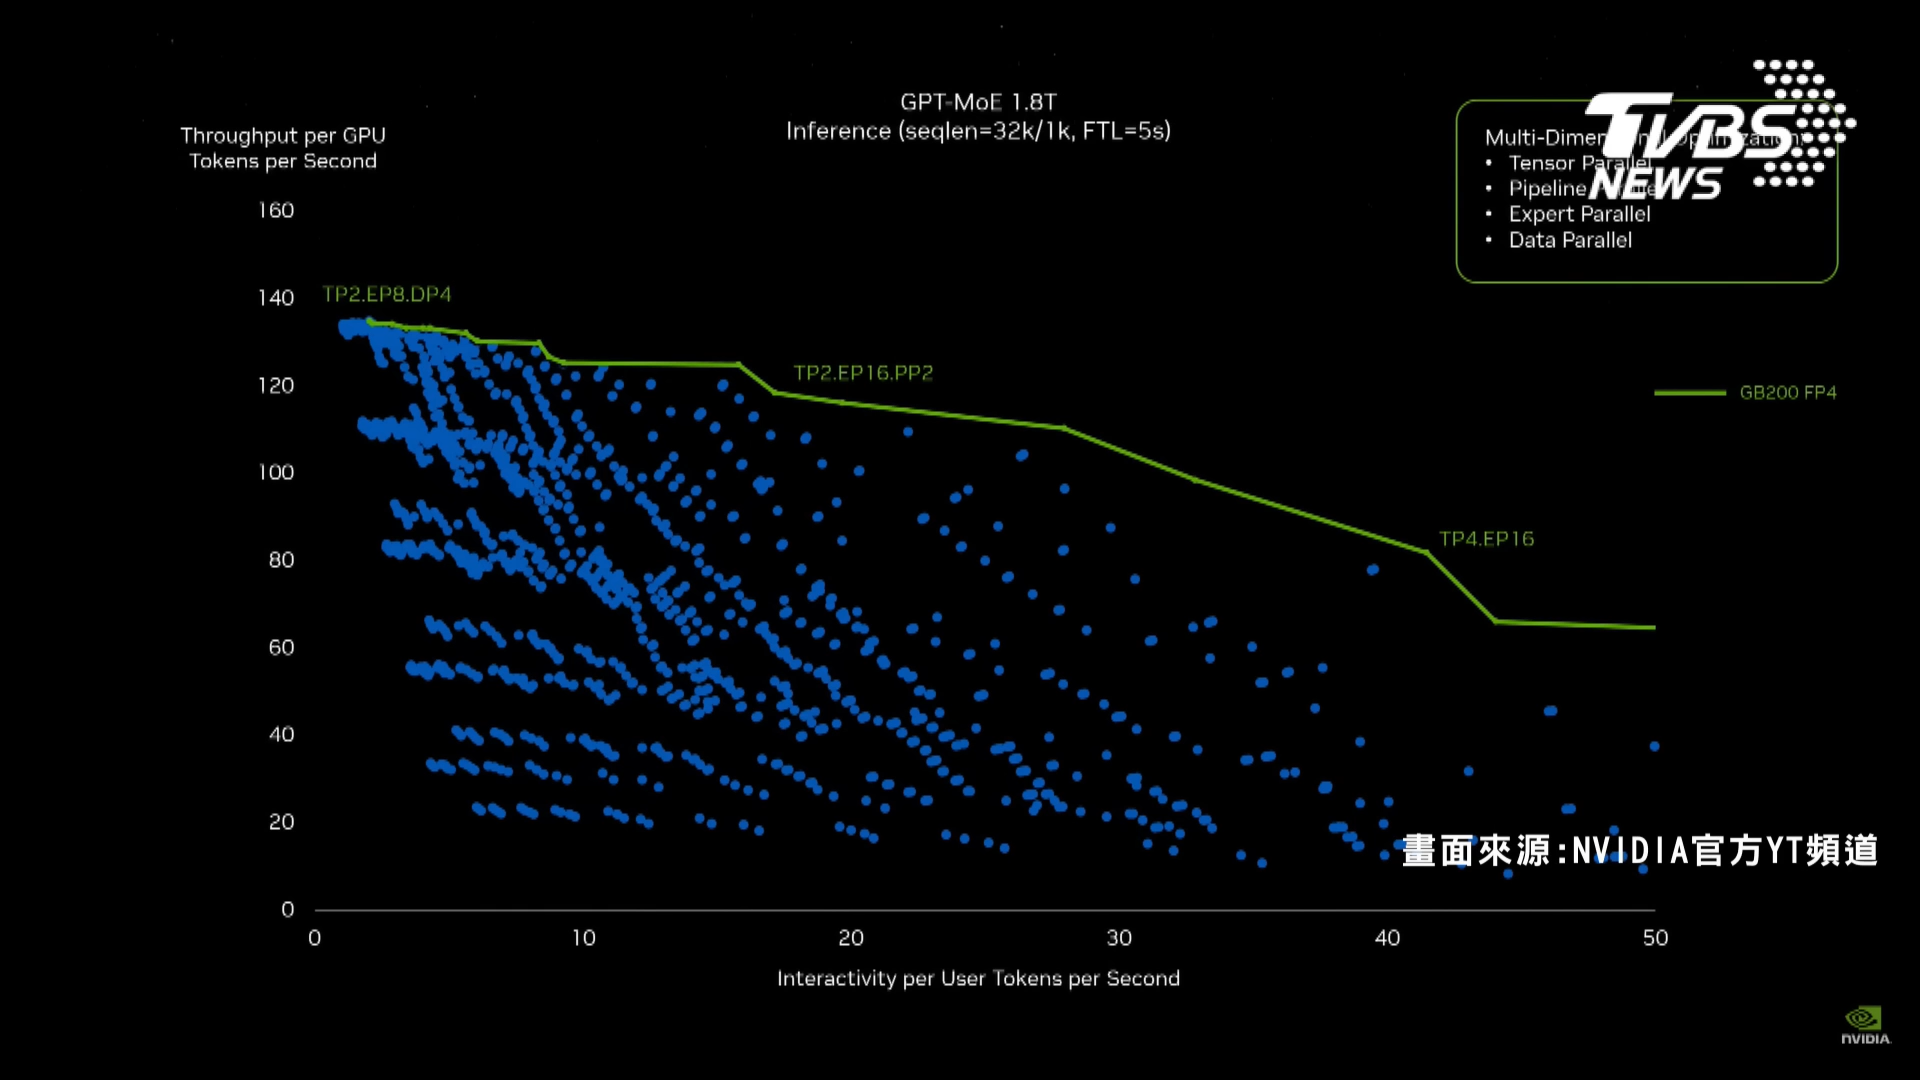 GPT-MoE 1.8T
Inference (seqlen=32k/1k, FTL=5s)
Throughput per GPU
Tokens per Second
TVBS
NEWS
Tensor Parallel
Pipeline
Expert Parallel
Data Parallel
160
140
120
100
80
60
40
20
0
TP2.EP8.DP4
TP2.EP16.PP2
TP4.EP16
GB200 FP4
畫面來源:NVIDIA官方YT頻道
0
10
20
30
40
50
Interactivity per User Tokens per Second
NVIDIA